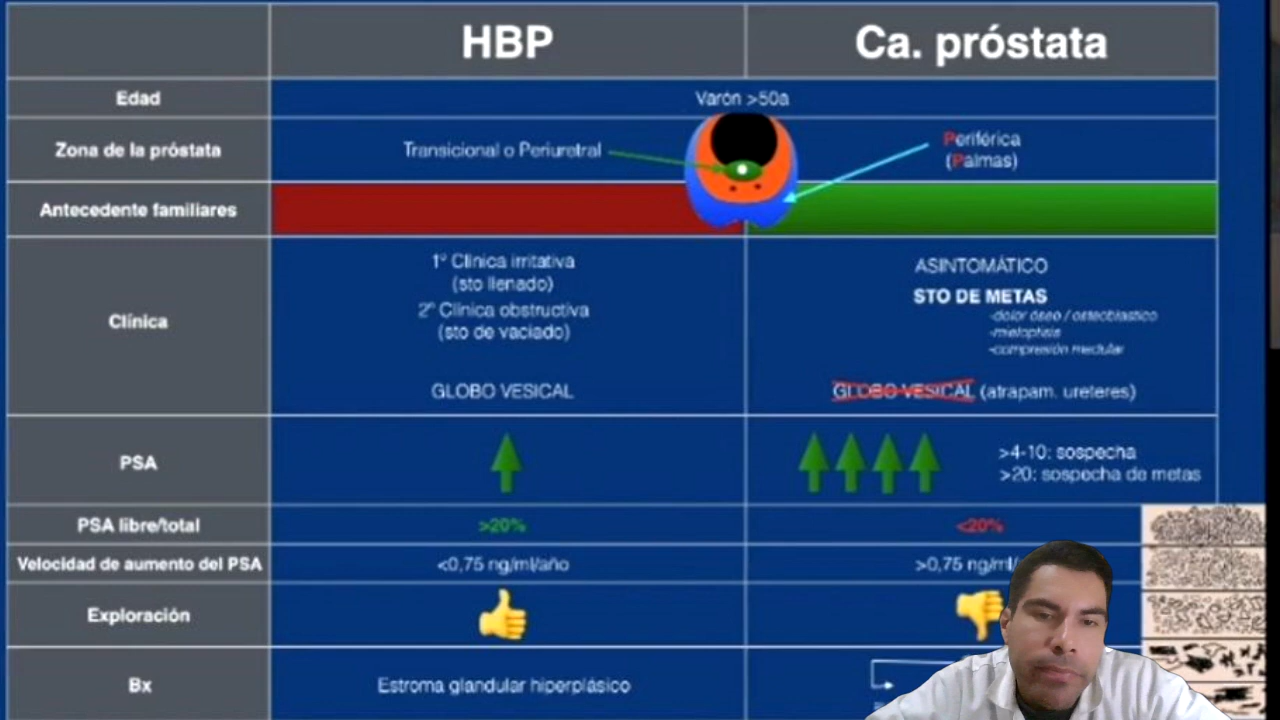 HBP
Ca. próstata
Edad
Varón >50a
Zona de la próstata
Transicional o Periuretral
Periférica
(Palmas)
Antecedente familiares
Clínica
1º Clínica irritativa
(sto llenado)
2º Clínica obstructiva
(sto de vaciado)
GLOBO VESICAL
ASINTOMÁTICO
STO DE METAS
-dolor óseo / osteoblastico
-mieloptisis
-compresión medular
GLOBO VESICAL (atrapam. ureteres)
PSA
>4-10: sospecha
>20: sospecha de metas
PSA libre/total
>20%
<20%
Velocidad de aumento del PSA
<0,75 ng/ml/año
>0,75 ng/ml/
Exploración
Bx
Estroma glandular hiperplásico